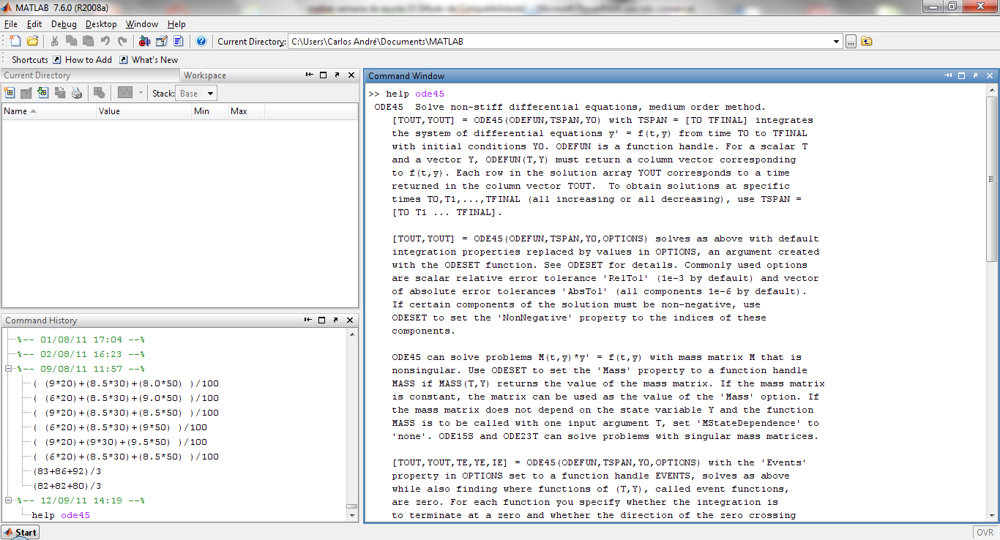 MATLAB 7.6.0 (R2008a)
File Edit Debug Desktop Window Help
Current Directory: C:\Users\Carlos André\Documents\MATLAB
Shortcuts How to Add What's New
Current Directory Workspace
Stack: Base
Name Value Min Max
Command History
%-- 01/08/11 17:04 --%
%-- 02/08/11 16:23 --%
%-- 09/08/11 11:57 --%
( (9*20)+(8.5*30)+(8.0*50) )/100
( (6*20)+(8.5*30)+(9.0*50) )/100
( (9*20)+(8.5*30)+(8.5*50) )/100
( (6*20)+(8.5*30)+(9*50) )/100
( (9*20)+(9*30)+(9.5*50) )/100
( (6*20)+(8.5*30)+(8.5*50) )/100
(83+86+92)/3
(82+82+80)/3
%-- 12/09/11 14:19 --%
help ode45
Command Window
>> help ode45
ODE45 Solve non-stiff differential equations, medium order method.
[TOUT,YOUT] = ODE45(ODEFUN,TSPAN,Y0) with TSPAN = [T0 TFINAL] integrates
the system of differential equations y' = f(t,y) from time T0 to TFINAL
with initial conditions Y0. ODEFUN is a function handle. For a scalar T
and a vector Y, ODEFUN(T,Y) must return a column vector corresponding
to f(t,y). Each row in the solution array YOUT corresponds to a time
returned in the column vector TOUT. To obtain solutions at specific
times T0,T1,...,TFINAL (all increasing or all decreasing), use TSPAN =
[T0 T1 ... TFINAL].
[TOUT,YOUT] = ODE45(ODEFUN,TSPAN,Y0,OPTIONS) solves as above with default
integration properties replaced by values in OPTIONS, an argument created
with the ODESET function. See ODESET for details. Commonly used options
are scalar relative error tolerance 'RelTol' (1e-3 by default) and vector
of absolute error tolerances 'AbsTol' (all components 1e-6 by default).
If certain components of the solution must be non-negative, use
ODESET to set the 'NonNegative' property to the indices of these
components.
ODE45 can solve problems M(t,y)*y' = f(t,y) with mass matrix M that is
nonsingular. Use ODESET to set the 'Mass' property to a function handle
MASS if MASS(T,Y) returns the value of the mass matrix. If the mass matrix
is constant, the matrix can be used as the value of the 'Mass' option. If
the mass matrix does not depend on the state variable Y and the function
MASS is to be called with one input argument T, set 'MStateDependence' to
'none'. ODE15S and ODE23T can solve problems with singular mass matrices.
[TOUT,YOUT,TE,YE,IE] = ODE45(ODEFUN,TSPAN,Y0,OPTIONS) with the 'Events'
property in OPTIONS set to a function handle EVENTS, solves as above
while also finding where functions of (T,Y), called event functions,
are zero. For each function you specify whether the integration is
to terminate at a zero and whether the direction of the zero crossing
Start
OVR